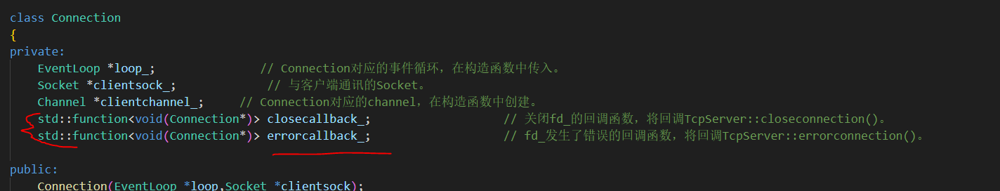 class Connection
{
private:
    EventLoop *loop_;                // Connection对应的事件循环，在构造函数中传入。
    Socket *clientsock_;              // 与客户端通讯的Socket。
    Channel *clientchannel_;     // Connection对应的channel，在构造函数中创建。
    std::function<void(Connection*)> closecallback_;                   // 关闭fd_的回调函数，将回调TcpServer::closeconnection()。
    std::function<void(Connection*)> errorcallback_;                   // fd_发生了错误的回调函数，将回调TcpServer::errorconnection()。
public:
    Connection(EventLoop *loop,Socket *clientsock);